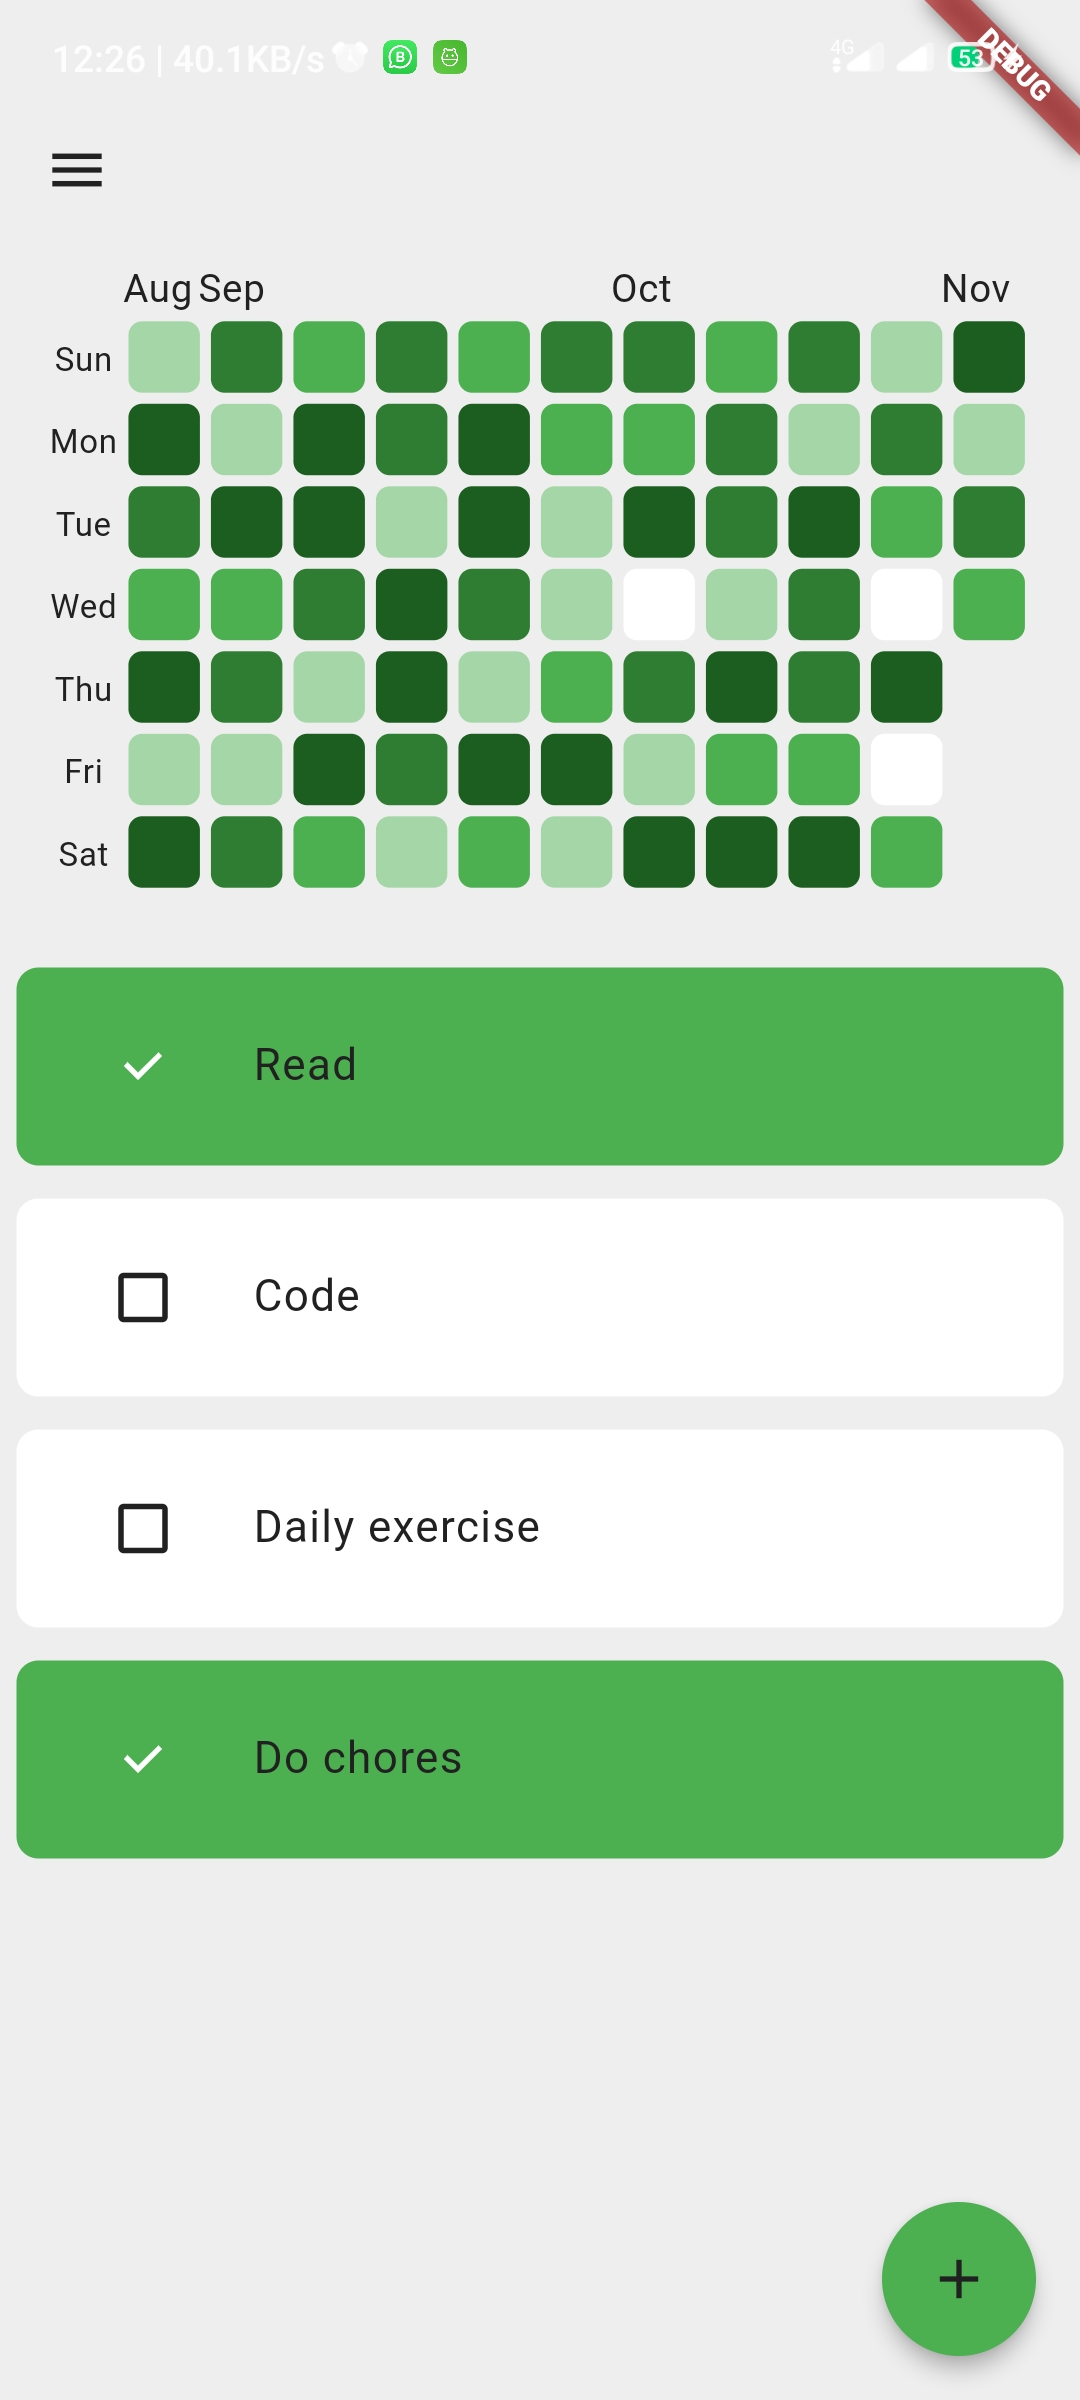 12:26 | 40.1KB/s
4G
53
DEBUG
Aug Sep Oct Nov
Sun
Mon
Tue
Wed
Thu
Fri
Sat
Read
Code
Daily exercise
Do chores